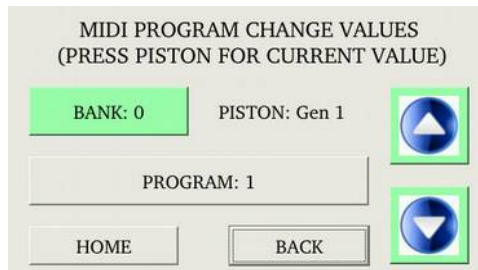 MIDI PROGRAM CHANGE VALUES
(PRESS PISTON FOR CURRENT VALUE)
BANK: 0
PISTON: Gen 1
PROGRAM: 1
HOME
BACK